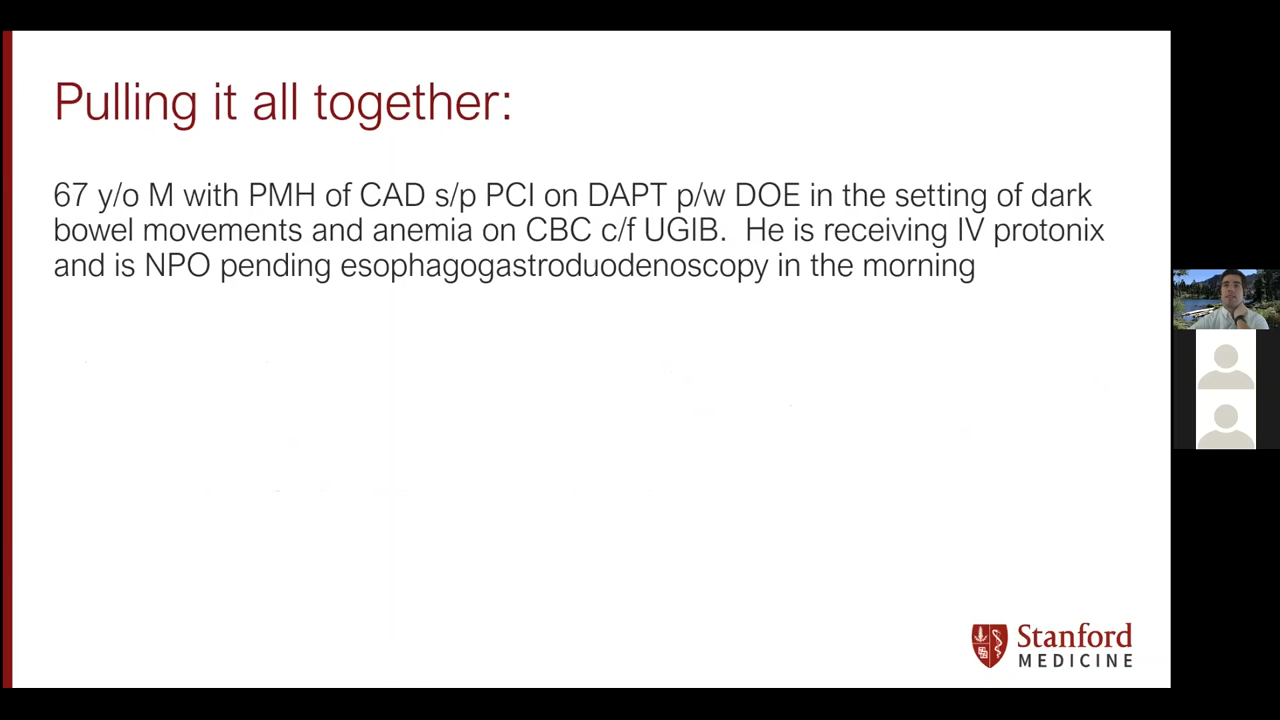 Pulling it all together:
67 y/o M with PMH of CAD s/p PCI on DAPT p/w DOE in the setting of dark
bowel movements and anemia on CBC c/f UGIB.  He is receiving IV protonix
and is NPO pending esophagogastroduodenoscopy in the morning
Stanford
MEDICINE